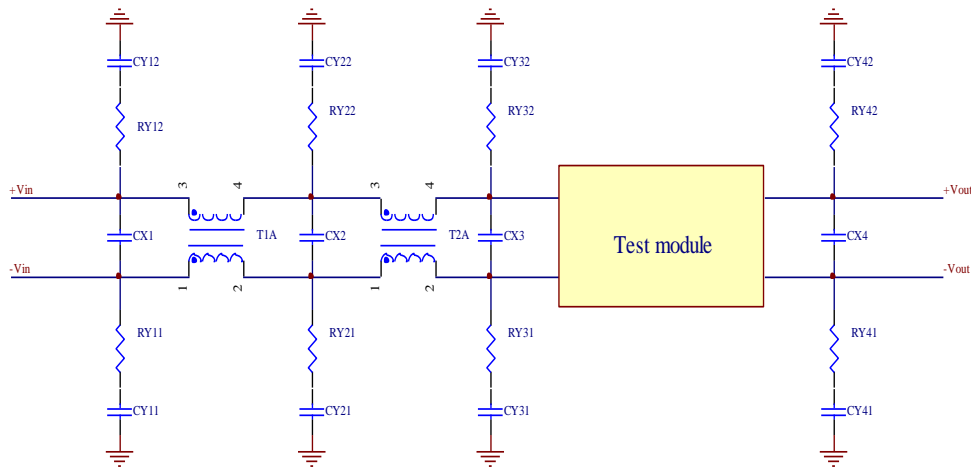 CY12 CY22 CY32 CY42
RY12 RY22 RY32 RY42
3 4 3 4
+Vin +Vout
CX1 T1A CX2 T2A CX3 Test module CX4
-Vin -Vout
1 2 1 2
RY11 RY21 RY31 RY41
CY11 CY21 CY31 CY41